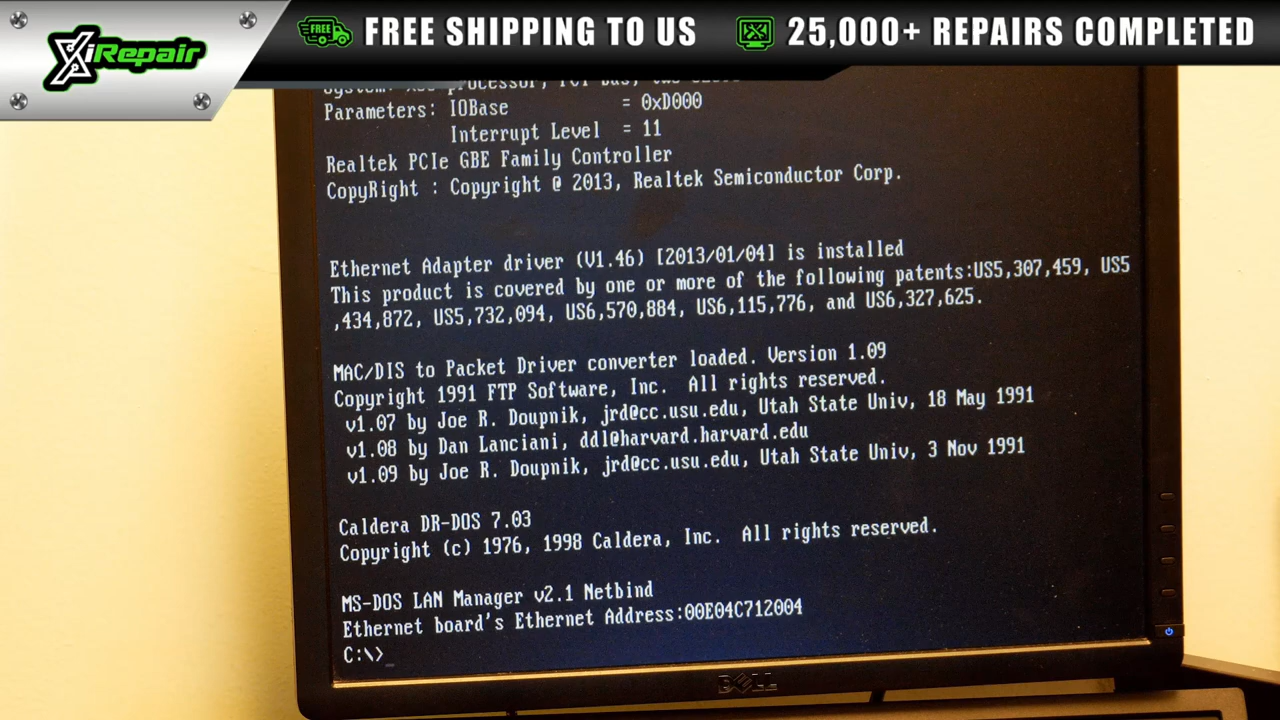 XiRepair
FREE
FREE SHIPPING TO US
25,000+ REPAIRS COMPLETED
Parameters: IOBase = 0xD000
Interrupt Level = 11
Realtek PCIe GBE Family Controller
CopyRight : Copyright @ 2013, Realtek Semiconductor Corp.
Ethernet Adapter driver (V1.46) [2013/01/04] is installed
This product is covered by one or more of the following patents:US5,307,459, US5
,434,872, US5,732,094, US6,570,884, US6,115,776, and US6,327,625.
MAC/DIS to Packet Driver converter loaded. Version 1.09
Copyright 1991 FTP Software, Inc. All rights reserved.
v1.07 by Joe R. Doupnik, jrd@cc.usu.edu, Utah State Univ, 18 May 1991
v1.08 by Dan Lanciani, ddl@harvard.harvard.edu
v1.09 by Joe R. Doupnik, jrd@cc.usu.edu, Utah State Univ, 3 Nov 1991
Caldera DR-DOS 7.03
Copyright (c) 1976, 1998 Caldera, Inc. All rights reserved.
MS-DOS LAN Manager v2.1 Netbind
Ethernet board's Ethernet Address:00E04C712004
C:\>_
DELL